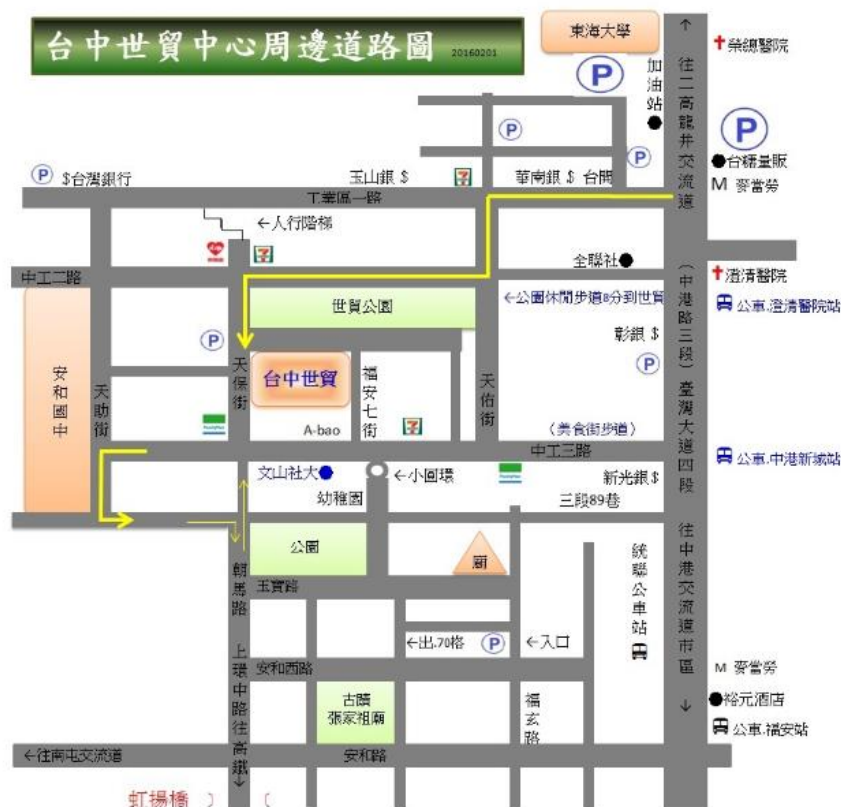 台中世貿中心周邊道路圖 20160201
東海大學
P
加油站
↑ 往二高龍井交流道
榮總醫院
P
P
P
台糖量販
M 麥當勞
P $台灣銀行
玉山銀 $
7
華南銀 $ 台開
工業區一路
←人行階梯
7
全聯社
中工二路
澄清醫院
世貿公園
←公園休閒步道8分到世貿
公車.澄清醫院站
(中港路三段)臺灣大道四段
P
彰銀 $
P
安和國中
天助街
天保街
台中世貿
福安七街
天佑街
FamilyMart
A-bao
7
(美食街步道)
中工三路
公車.中港新城站
文山社大
←小圓環
FamilyMart
新光銀$
幼稚園
三段89巷
公園
廟
朝馬路
玉寶路
統聯公車站
往中港交流道市區 ↓
←出.70格
P
←入口
安和西路
M 麥當勞
上環中路往高鐵↓
古蹟
張家祖廟
福玄路
裕元酒店
公車.福安站
←往南屯交流道
安和路
虹揚橋 ) (